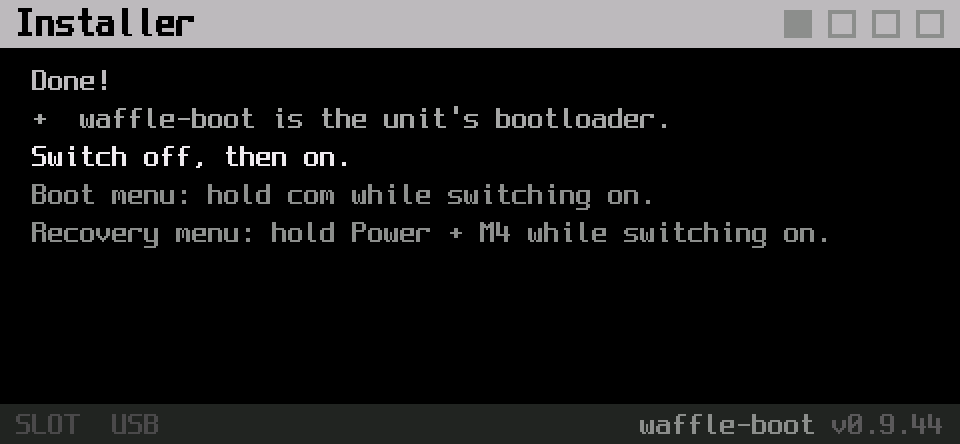 Installer
Done!
+ waffle-boot is the unit's bootloader.
Switch off, then on.
Boot menu: hold com while switching on.
Recovery menu: hold Power + M4 while switching on.
SLOT USB waffle-boot v0.9.44